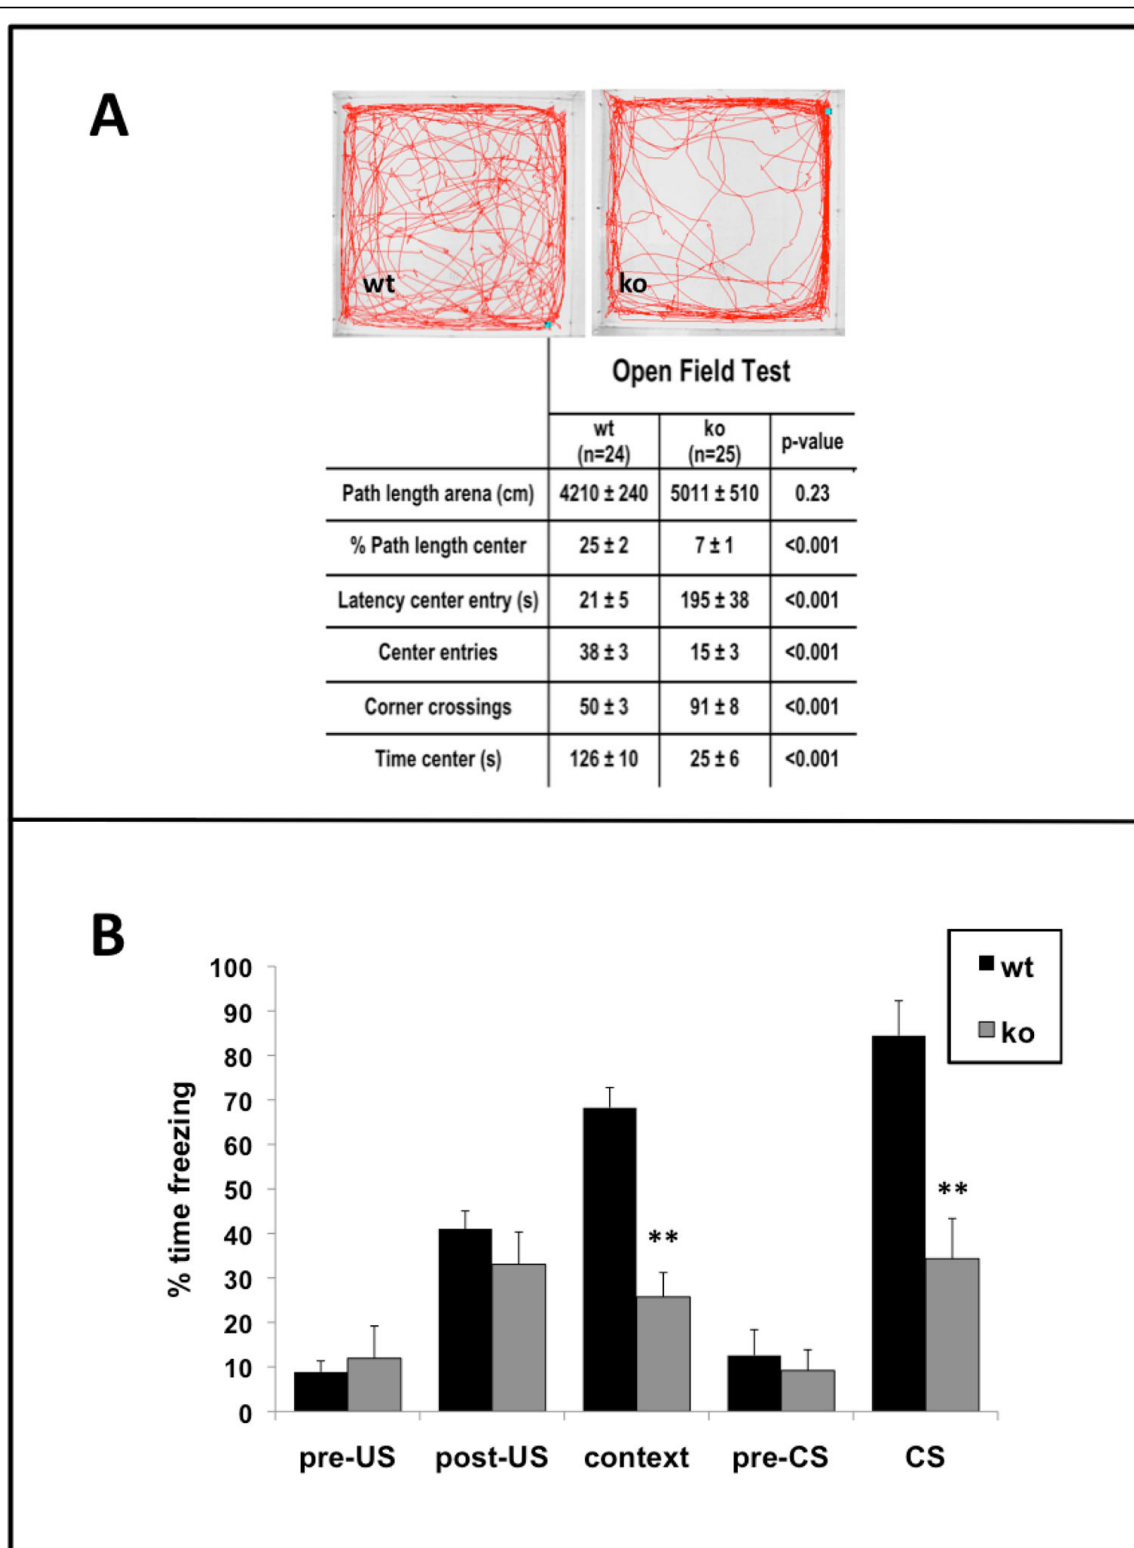 A
wt
ko
Open Field Test
wt
(n=24)
ko
(n=25)
p-value
Path length arena (cm) 4210 ± 240 5011 ± 510 0.23
% Path length center 25 ± 2 7 ± 1 <0.001
Latency center entry (s) 21 ± 5 195 ± 38 <0.001
Center entries 38 ± 3 15 ± 3 <0.001
Corner crossings 50 ± 3 91 ± 8 <0.001
Time center (s) 126 ± 10 25 ± 6 <0.001
B
wt
ko
% time freezing
100
90
80
70
60
50
40
30
20
10
0
**
**
pre-US post-US context pre-CS CS